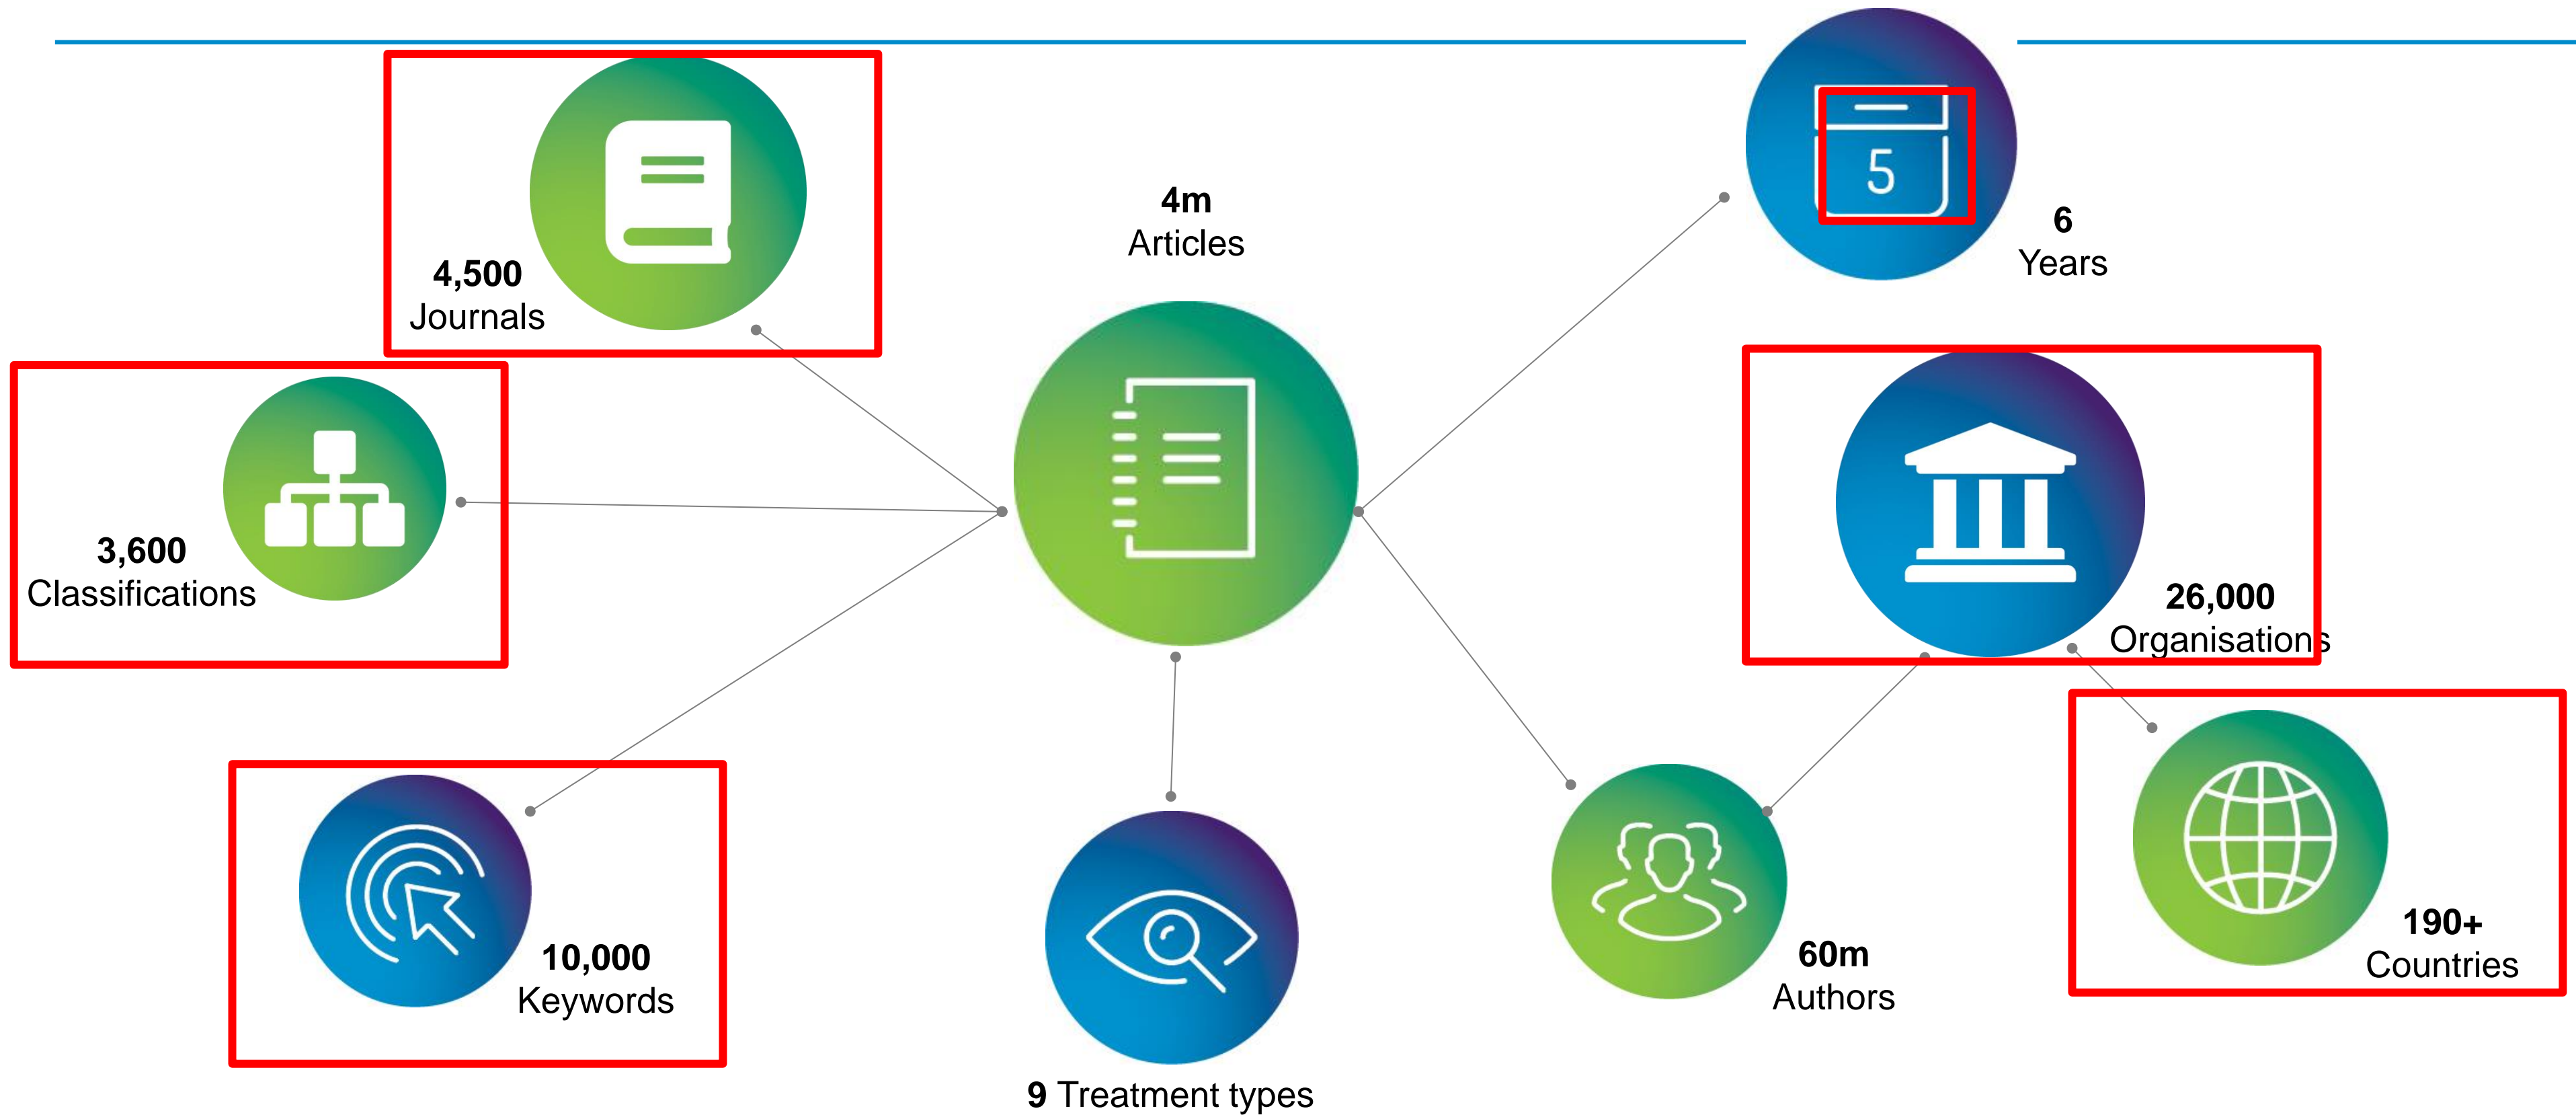 4,500
Journals
4m
Articles
5
6
Years
3,600
Classifications
26,000
Organisations
10,000
Keywords
9 Treatment types
60m
Authors
190+
Countries